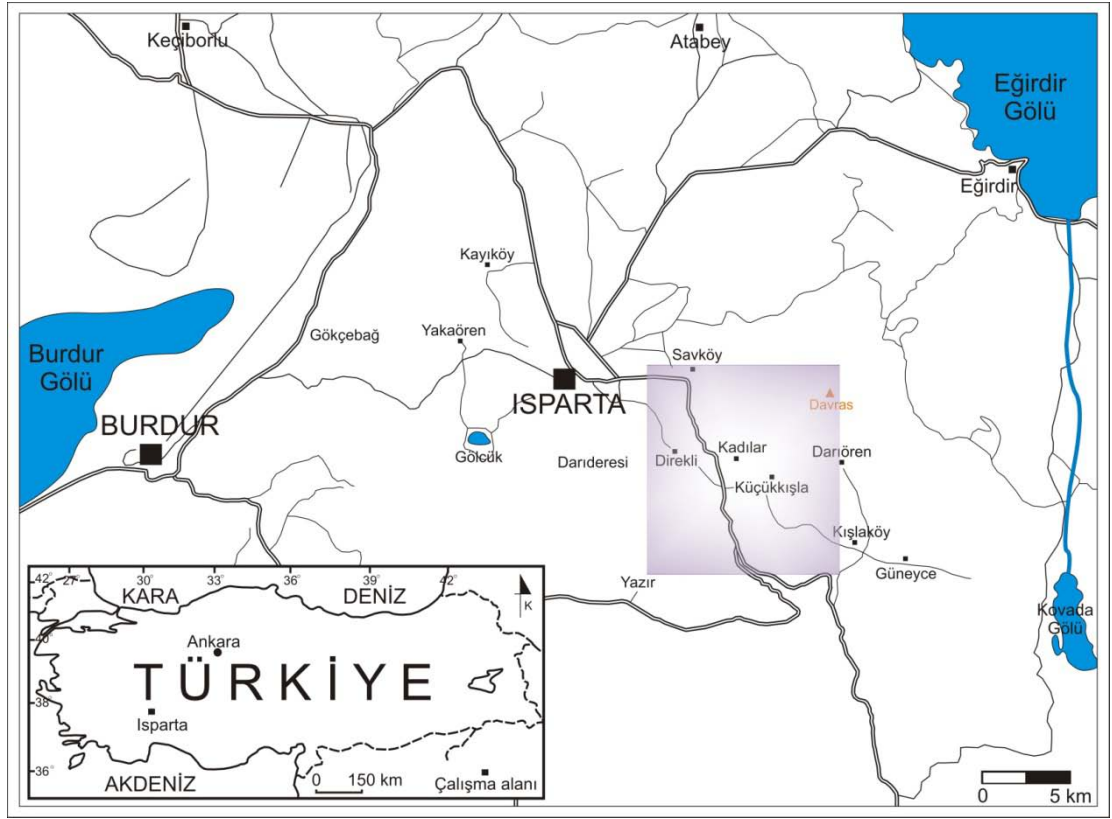 Keçiborlu
Atabey
Eğirdir
Gölü
Eğirdir
Kayıköy
Gökçebağ
Yakaören
Savköy
Burdur
Gölü
ISPARTA
Davras
BURDUR
Gölcük
Darıderesi
Direkli
Kadılar
Darıören
Küçükkışla
Kışlaköy
Güneyce
Yazır
Kovada
Gölü
42° 27° 30° 33° 36° 39° 42°
KARA DENİZ
K
40°
Ankara
TÜRKİYE
38°
Isparta
36°
AKDENİZ
0 150 km
Çalışma alanı
0 5 km